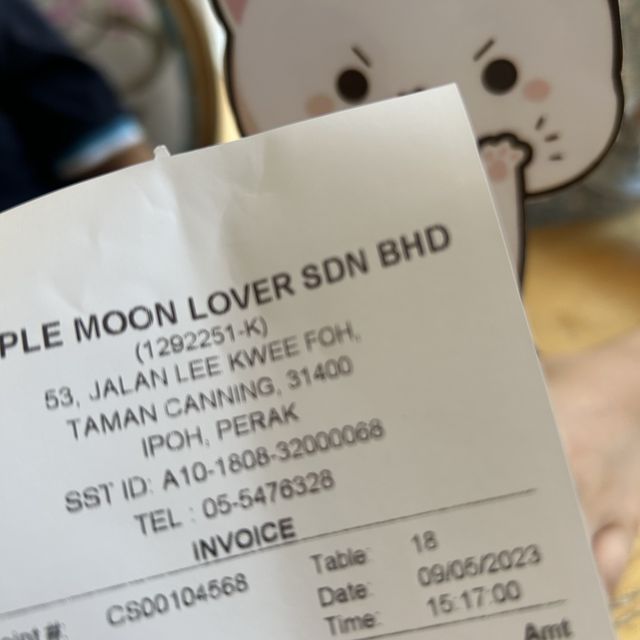 PLE MOON LOVER SDN BHD
(1292251-K)
53, JALAN LEE KWEE FOH,
TAMAN CANNING, 31400
IPOH, PERAK
SST ID: A10-1808-32000068
TEL : 05-5476328
INVOICE
#: CS00104568 Table: 18
Date: 09/05/2023
Time: 15:17:00
Amt